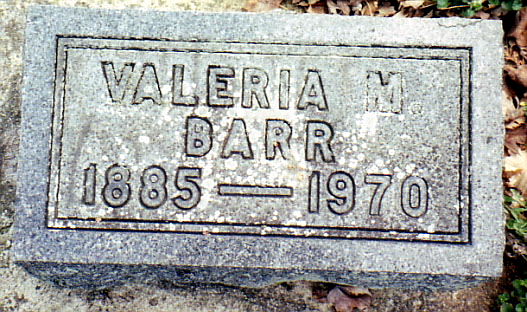 VALERIA M.
BARR
1885 — 1970